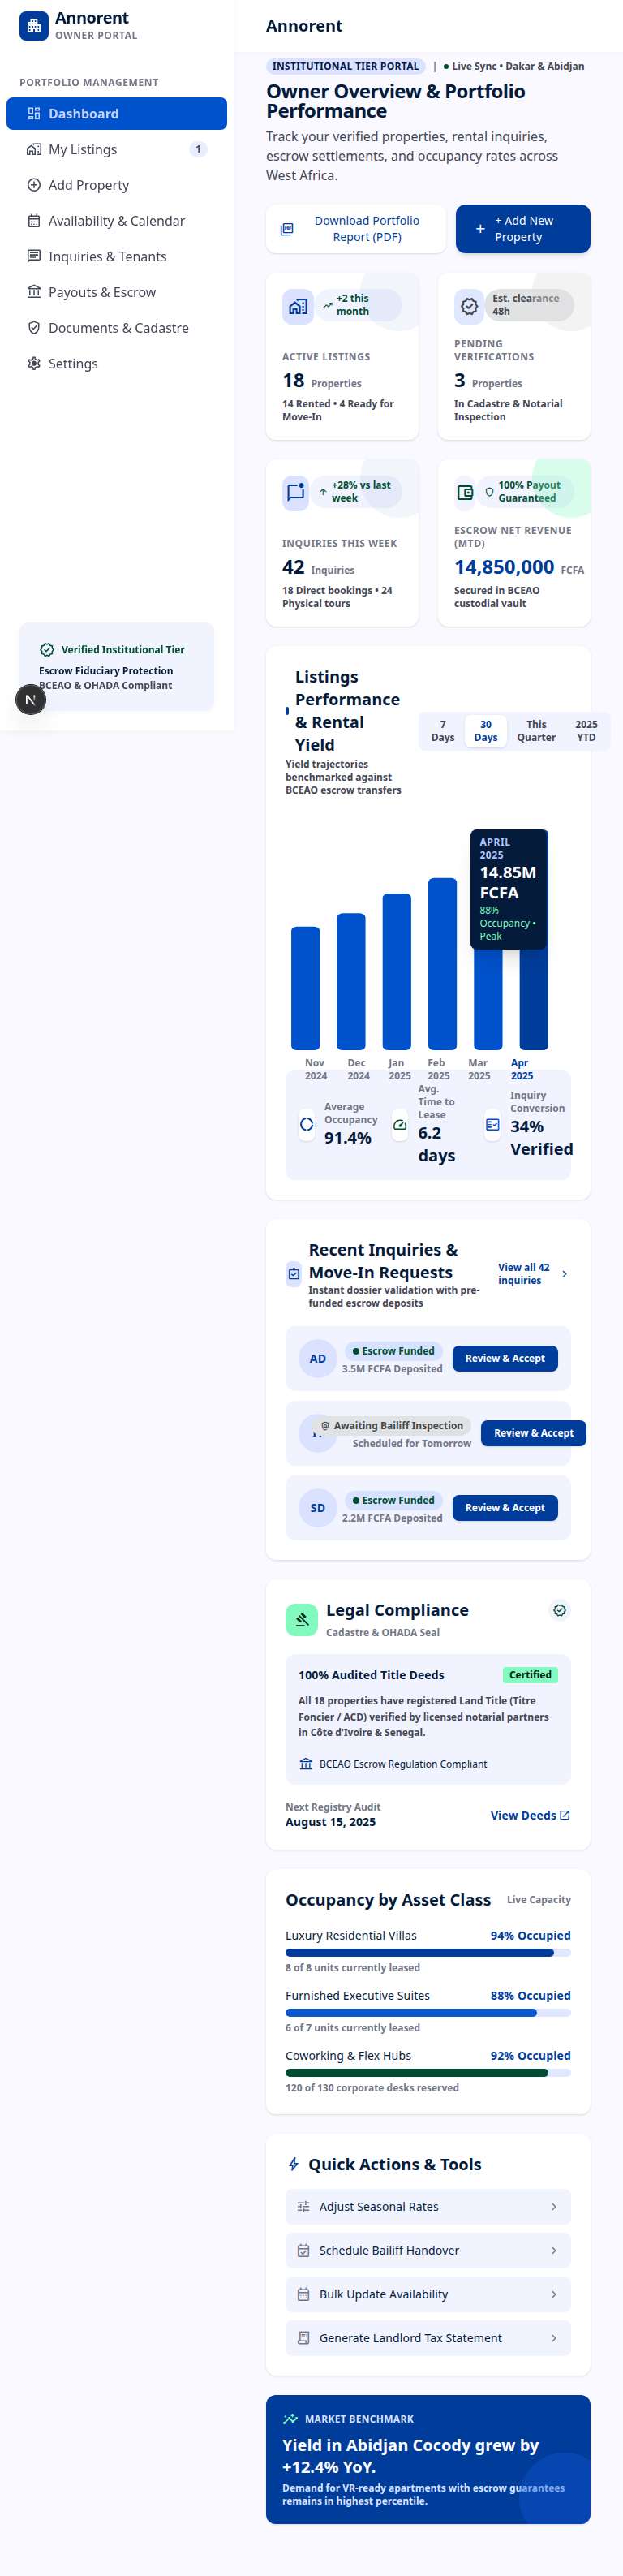 Annorent
OWNER PORTAL
PORTFOLIO MANAGEMENT
Dashboard
My Listings 1
Add Property
Availability & Calendar
Inquiries & Tenants
Payouts & Escrow
Documents & Cadastre
Settings
Verified Institutional Tier
Escrow Fiduciary Protection
BCEAO & OHADA Compliant
N
Annorent
INSTITUTIONAL TIER PORTAL | ● Live Sync • Dakar & Abidjan
Owner Overview & Portfolio
Performance
Track your verified properties, rental inquiries,
escrow settlements, and occupancy rates across
West Africa.
Download Portfolio
Report (PDF)
+ Add New
Property
+2 this
month
ACTIVE LISTINGS
18 Properties
14 Rented • 4 Ready for
Move-In
Est. clearance
48h
PENDING
VERIFICATIONS
3 Properties
In Cadastre & Notarial
Inspection
+28% vs last
week
INQUIRIES THIS WEEK
42 Inquiries
18 Direct bookings • 24
Physical tours
100% Payout
Guaranteed
ESCROW NET REVENUE
(MTD)
14,850,000 FCFA
Secured in BCEAO
custodial vault
Listings
Performance
& Rental
Yield
Yield trajectories
benchmarked against
BCEAO escrow transfers
7
Days
30
Days
This
Quarter
2025
YTD
APRIL
2025
14.85M
FCFA
88%
Occupancy •
Peak
Nov
2024
Dec
2024
Jan
2025
Feb
2025
Mar
2025
Apr
2025
Average
Occupancy
91.4%
Avg.
Time to
Lease
6.2
days
Inquiry
Conversion
34%
Verified
Recent Inquiries &
Move-In Requests
Instant dossier validation with pre-
funded escrow deposits
View all 42
inquiries
AD
● Escrow Funded
3.5M FCFA Deposited
Review & Accept
Awaiting Bailiff Inspection
Scheduled for Tomorrow
Review & Accept
SD
● Escrow Funded
2.2M FCFA Deposited
Review & Accept
Legal Compliance
Cadastre & OHADA Seal
100% Audited Title Deeds Certified
All 18 properties have registered Land Title (Titre
Foncier / ACD) verified by licensed notarial partners
in Côte d'Ivoire & Senegal.
BCEAO Escrow Regulation Compliant
Next Registry Audit
August 15, 2025
View Deeds
Occupancy by Asset Class Live Capacity
Luxury Residential Villas 94% Occupied
8 of 8 units currently leased
Furnished Executive Suites 88% Occupied
6 of 7 units currently leased
Coworking & Flex Hubs 92% Occupied
120 of 130 corporate desks reserved
Quick Actions & Tools
Adjust Seasonal Rates
Schedule Bailiff Handover
Bulk Update Availability
Generate Landlord Tax Statement
MARKET BENCHMARK
Yield in Abidjan Cocody grew by
+12.4% YoY.
Demand for VR-ready apartments with escrow guarantees
remains in highest percentile.